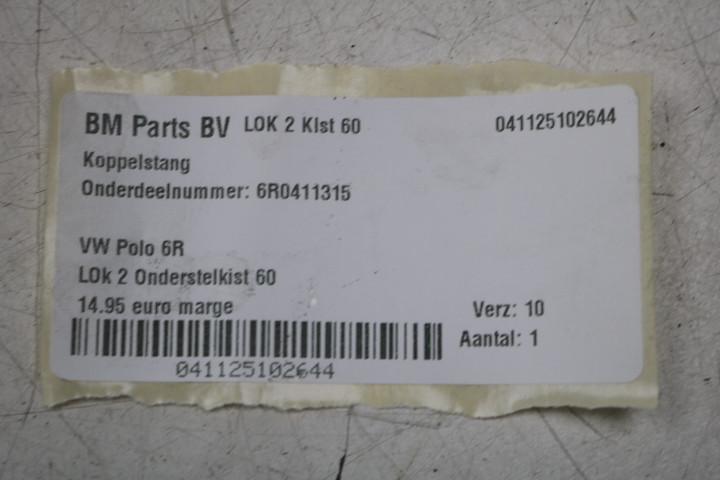 BM Parts BV LOK 2 Klst 60 041125102644
Koppelstang
Onderdeelnummer: 6R0411315
VW Polo 6R
LOk 2 Onderstelkist 60
14.95 euro marge Verz: 10
Aantal: 1
041125102644